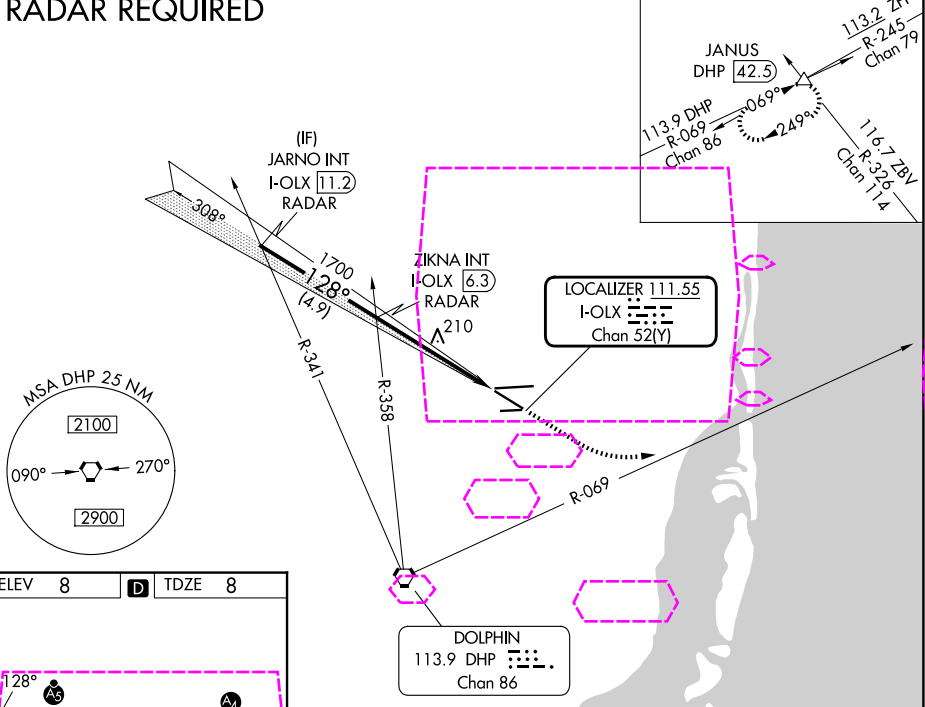 RADAR REQUIRED
113.2 ZF
R-245
Chan 79
JANUS
DHP 42.5
069°
249°
113.9 DHP
R-069
Chan 86
116.7 ZBV
R-326
Chan 114
(IF)
JARNO INT
I-OLX 11.2
RADAR
308°
1700
128°
(4.9)
ZIKNA INT
I-OLX 6.3
RADAR
210
LOCALIZER 111.55
I-OLX
Chan 52(Y)
R-341
R-358
R-069
MSA DHP 25 NM
2100
090°
270°
2900
ELEV 8
D
TDZE 8
128°
A5
A4
DOLPHIN
113.9 DHP
Chan 86